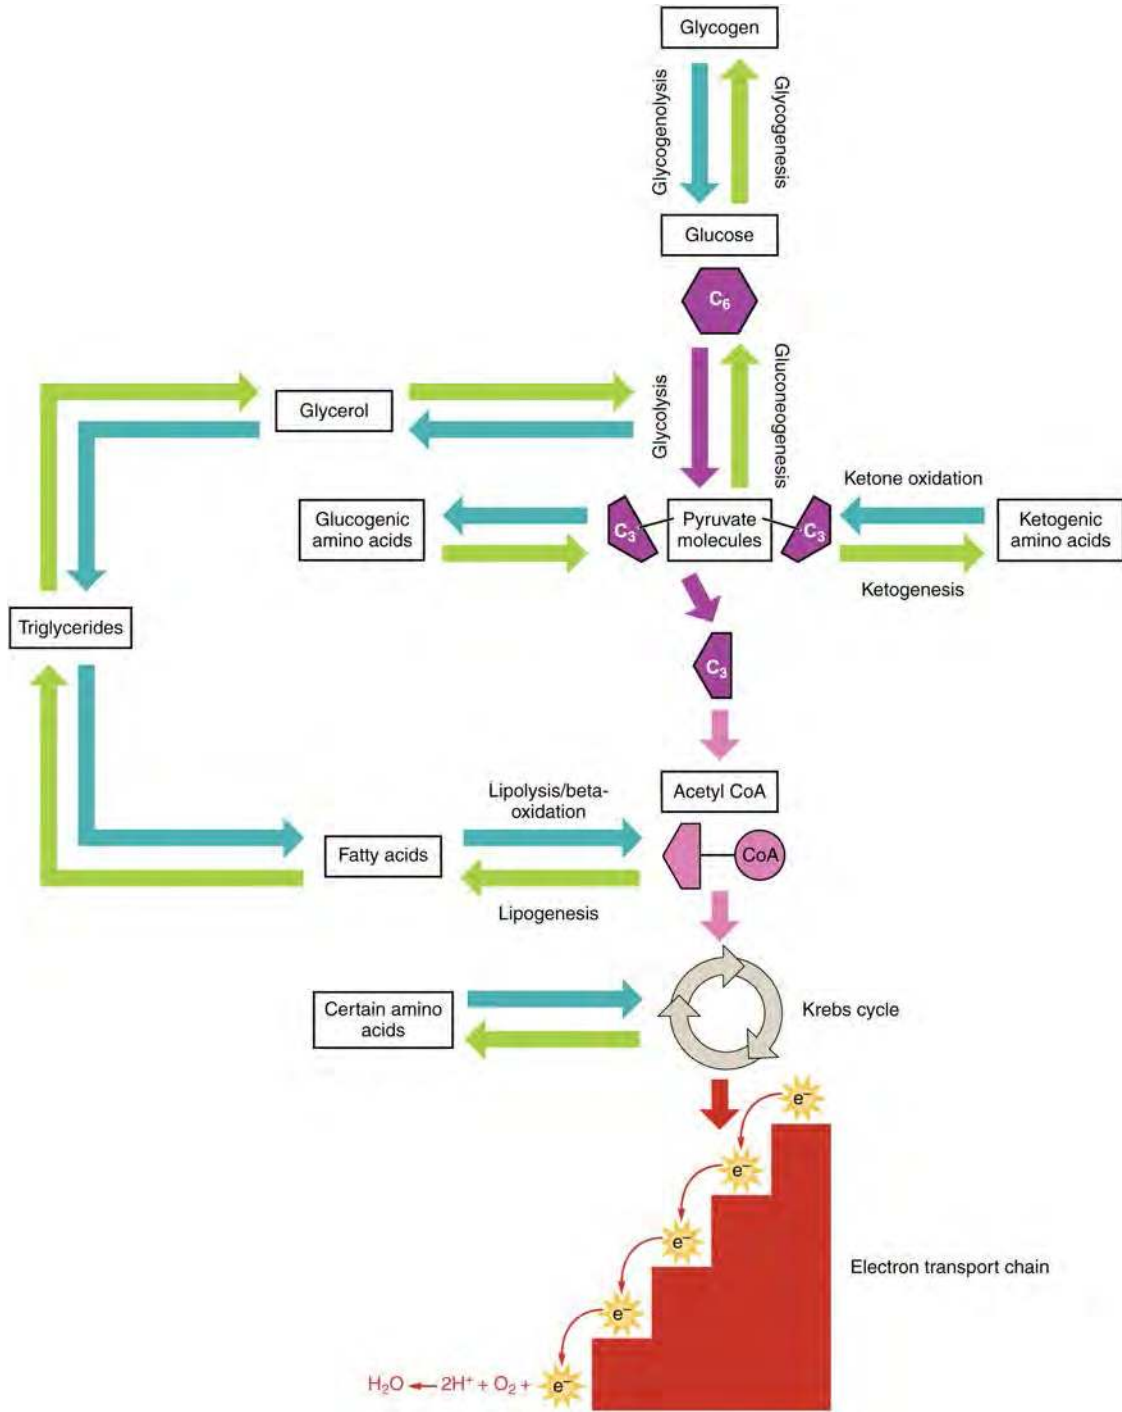 Glycogen
Glycogenolysis
Glycogenesis
Glucose
C₆
Glycerol
Glycolysis
Gluconeogenesis
Ketone oxidation
Glucogenic
amino acids
C₃
Pyruvate
molecules
C₃
Ketogenic
amino acids
Ketogenesis
Triglycerides
C₃
Lipolysis/beta-
oxidation
Acetyl CoA
Fatty acids
CoA
Lipogenesis
Certain amino
acids
Krebs cycle
e⁻
e⁻
e⁻
Electron transport chain
e⁻
H₂O ← 2H⁺ + O₂ + e⁻